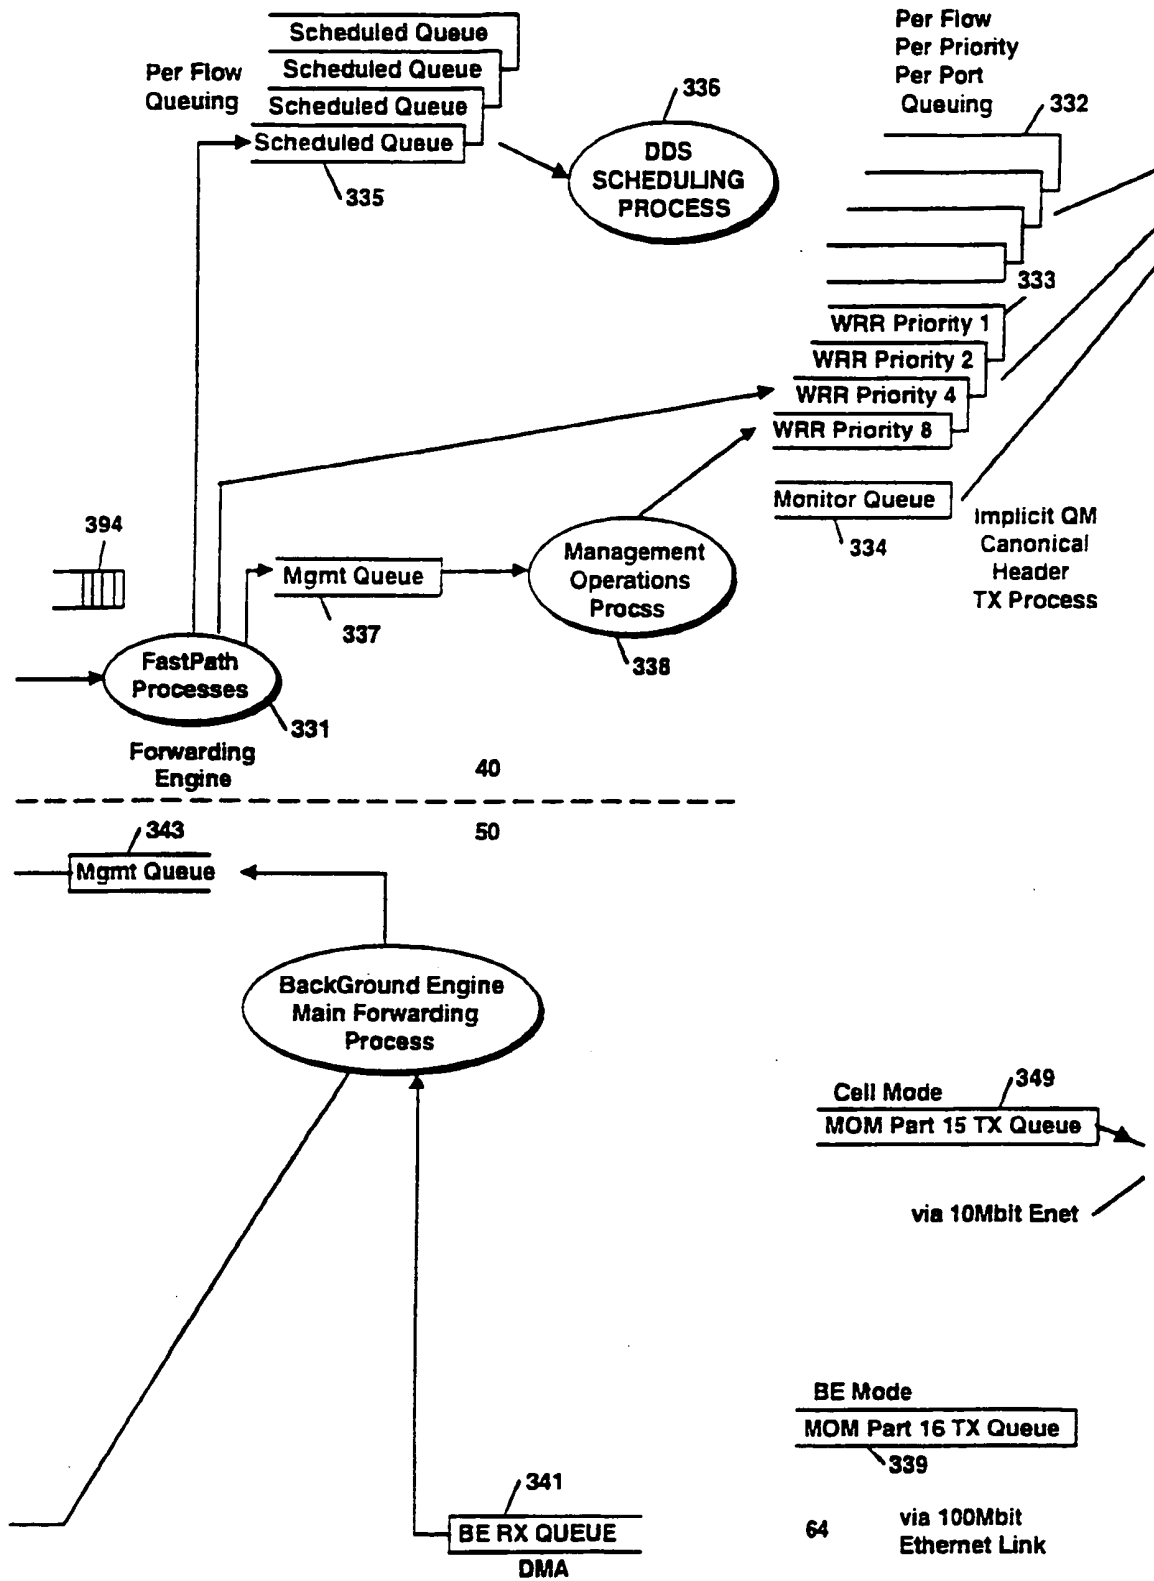 Scheduled Queue
Scheduled Queue
Scheduled Queue
Scheduled Queue
Per Flow
Queuing
335
336
DDS
SCHEDULING
PROCESS
Per Flow
Per Priority
Per Port
Queuing
332
333
WRR Priority 1
WRR Priority 2
WRR Priority 4
WRR Priority 8
Monitor Queue
334
Implicit QM
Canonical
Header
TX Process
394
Mgmt Queue
337
Management
Operations
Procss
338
FastPath
Processes
331
Forwarding
Engine
40
50
343
Mgmt Queue
BackGround Engine
Main Forwarding
Process
Cell Mode
349
MOM Part 15 TX Queue
via 10Mbit Enet
BE Mode
MOM Part 16 TX Queue
339
341
BE RX QUEUE
DMA
64
via 100Mbit
Ethernet Link